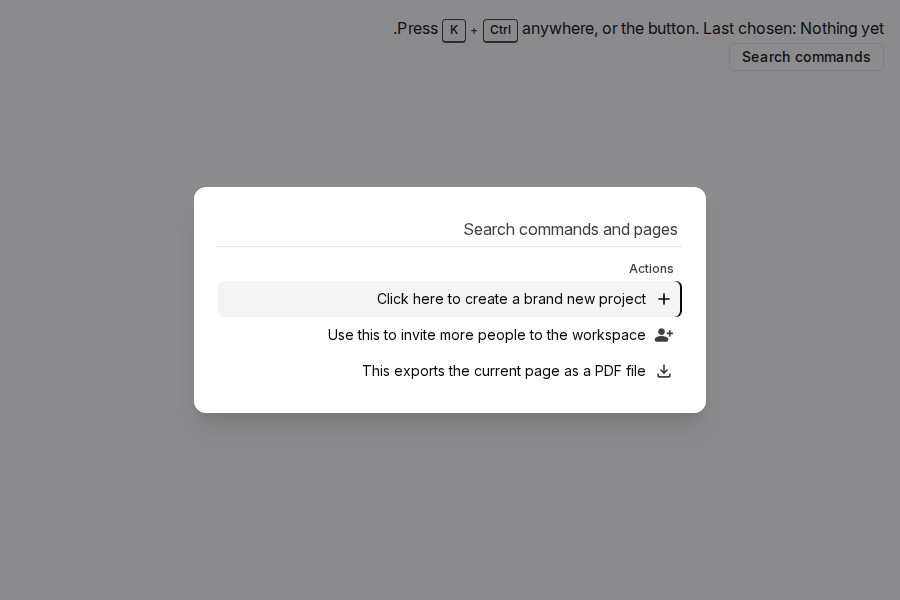 .Press K + Ctrl anywhere, or the button. Last chosen: Nothing yet
Search commands
Search commands and pages
Actions
Click here to create a brand new project
Use this to invite more people to the workspace
This exports the current page as a PDF file